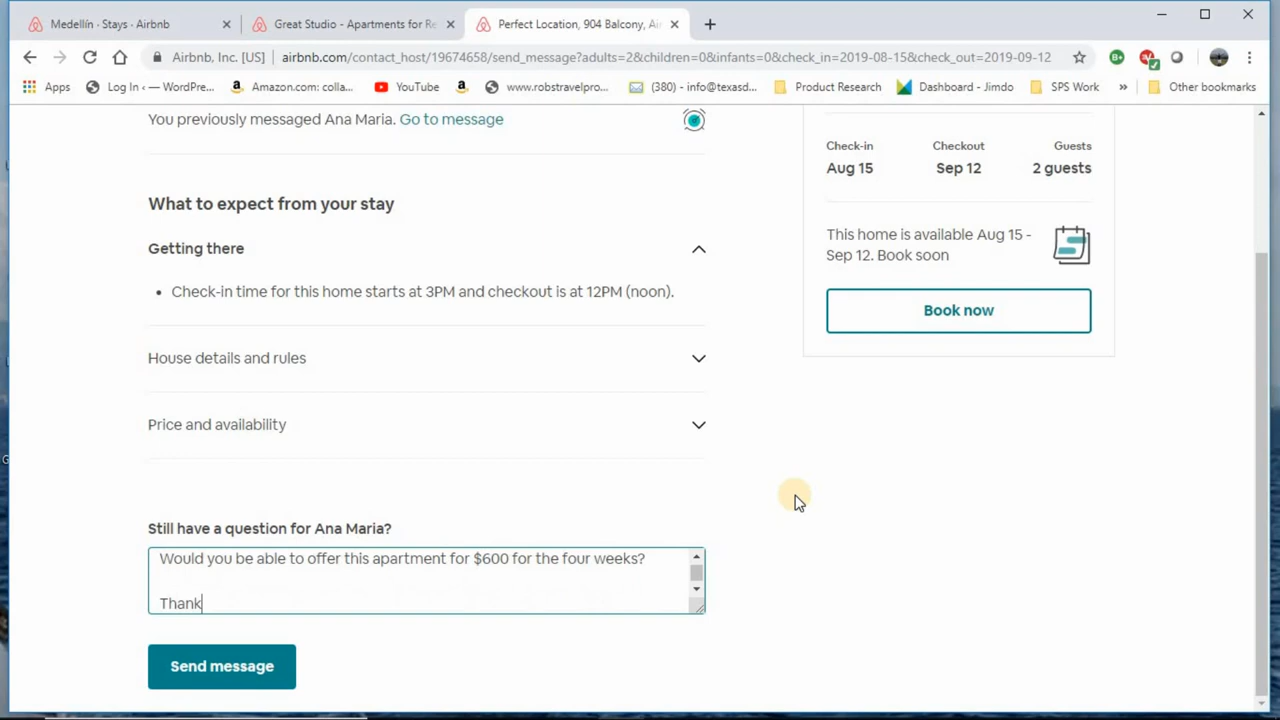 Medellín · Stays · Airbnb
Great Studio - Apartments for Re
Perfect Location, 904 Balcony, Air
Airbnb, Inc. [US]
airbnb.com/contact_host/19674658/send_message?adults=2&children=0&infants=0&check_in=2019-08-15&check_out=2019-09-12
Apps
Log In ‹ — WordPre...
Amazon.com: colla...
YouTube
www.robstravelpro...
(380) - info@texasd...
Product Research
Dashboard - Jimdo
SPS Work
»
Other bookmarks
You previously messaged Ana Maria. Go to message
What to expect from your stay
Getting there
• Check-in time for this home starts at 3PM and checkout is at 12PM (noon).
House details and rules
Price and availability
Still have a question for Ana Maria?
Would you be able to offer this apartment for $600 for the four weeks?
Thank
Send message
Check-in
Checkout
Guests
Aug 15
Sep 12
2 guests
This home is available Aug 15 -
Sep 12. Book soon
Book now